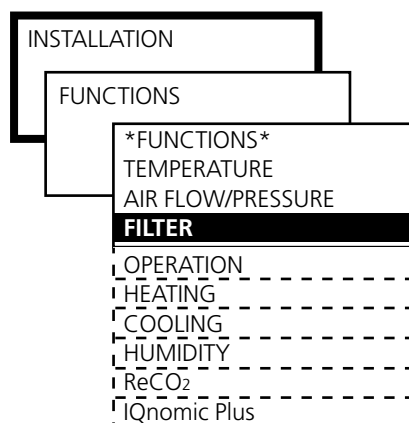 INSTALLATION
FUNCTIONS
*FUNCTIONS*
TEMPERATURE
AIR FLOW/PRESSURE
FILTER
OPERATION
HEATING
COOLING
HUMIDITY
ReCO2
IQnomic Plus